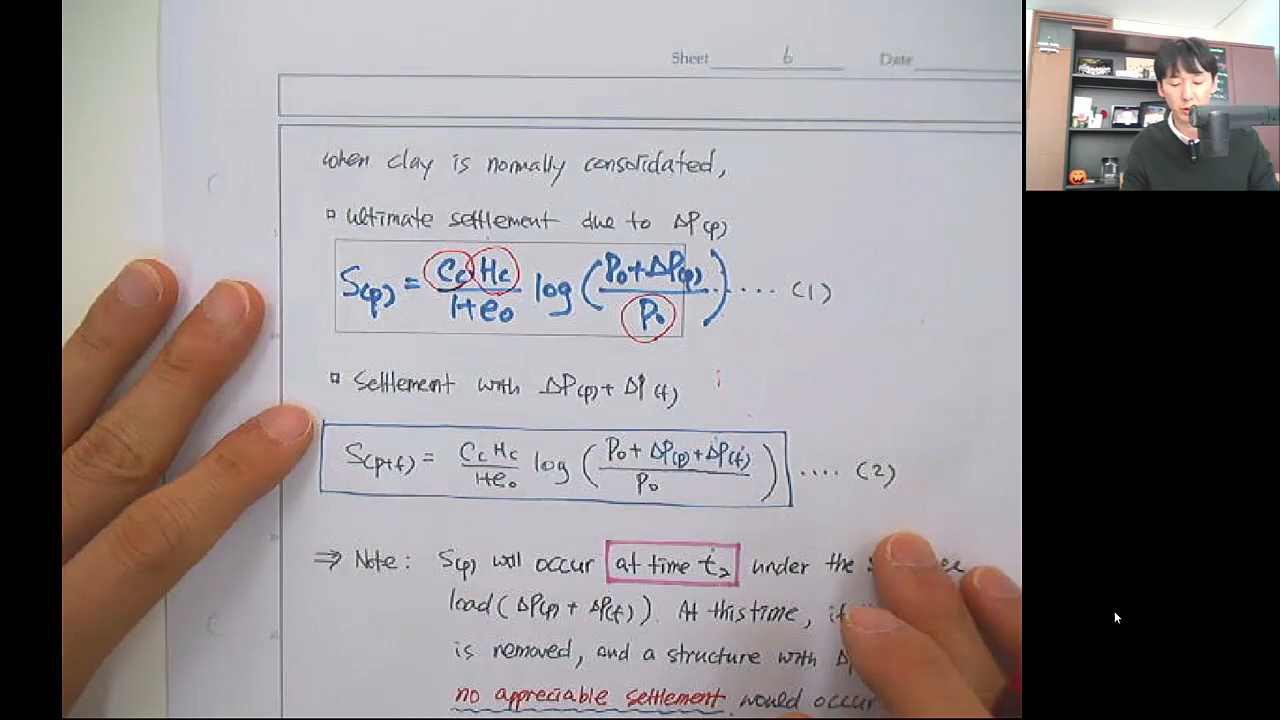 Sheet 6 Date
when clay is normally consolidated,
▫ ultimate settlement due to ΔP(p)
S(p) = CcHc/1+e₀ log (P₀+ΔP(p)/P₀) .... (1)
▫ Settlement with ΔP(p) + ΔP(f)
S(p+f) = CcHc/1+e₀ log (P₀ + ΔP(p) + ΔP(f)/P₀) .... (2)
⇒ Note : S(p) will occur at time t₂ under the
load (ΔP(p) + ΔP(f)). At this time, if
is removed, and a structure with
no appreciable settlement would occur